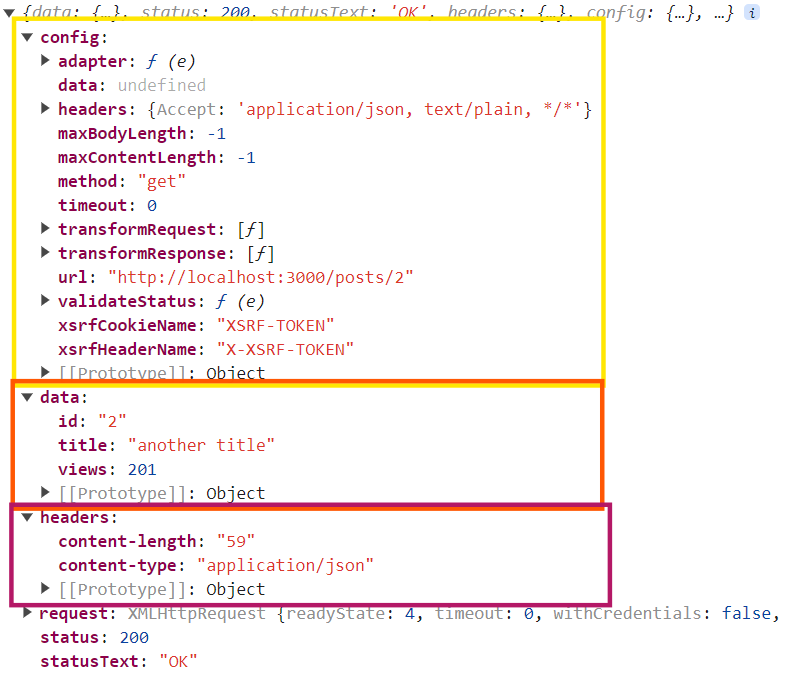 ▼ {data: {…}, status: 200, statusText: 'OK', headers: {…}, config: {…}, …} i
▼ config:
▶ adapter: ƒ (e)
data: undefined
▶ headers: {Accept: 'application/json, text/plain, */*'}
maxBodyLength: -1
maxContentLength: -1
method: "get"
timeout: 0
▶ transformRequest: [ƒ]
▶ transformResponse: [ƒ]
url: "http://localhost:3000/posts/2"
▶ validateStatus: ƒ (e)
xsrfCookieName: "XSRF-TOKEN"
xsrfHeaderName: "X-XSRF-TOKEN"
▶ [[Prototype]]: Object
▼ data:
id: "2"
title: "another title"
views: 201
▶ [[Prototype]]: Object
▼ headers:
content-length: "59"
content-type: "application/json"
▶ [[Prototype]]: Object
▶ request: XMLHttpRequest {readyState: 4, timeout: 0, withCredentials: false,
status: 200
statusText: "OK"